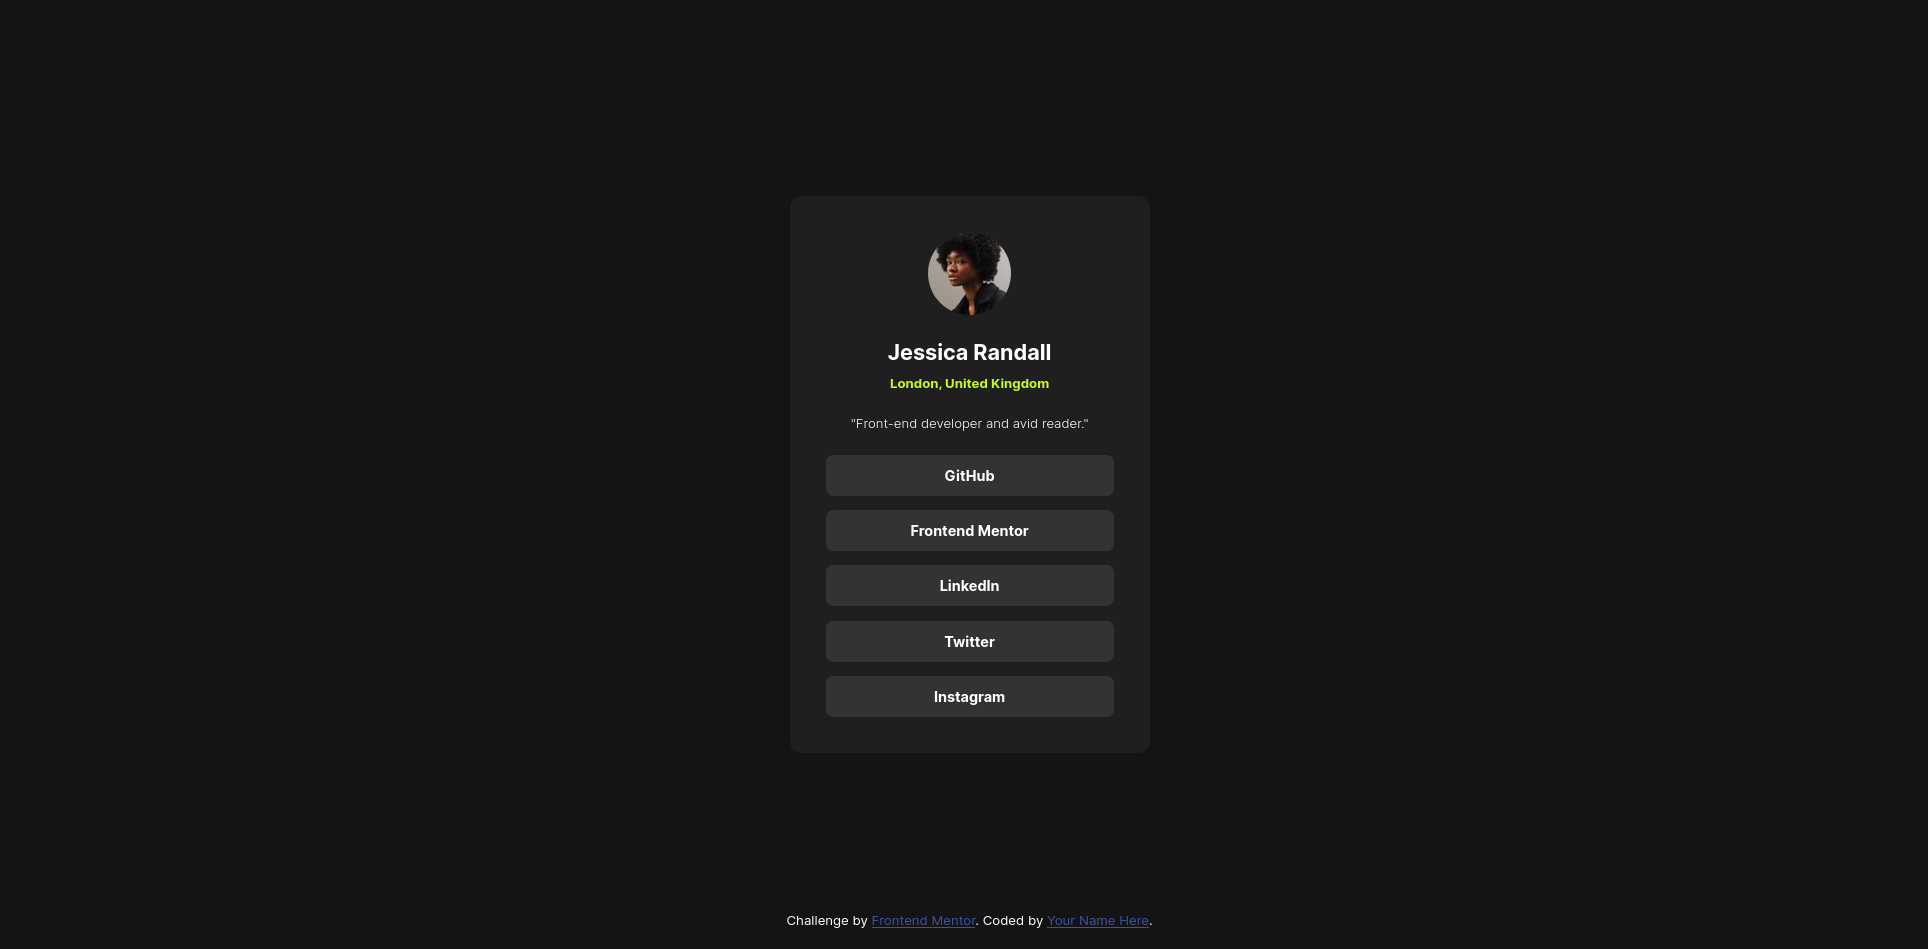 Jessica Randall
London, United Kingdom
"Front-end developer and avid reader."
GitHub
Frontend Mentor
LinkedIn
Twitter
Instagram
Challenge by Frontend Mentor. Coded by Your Name Here.